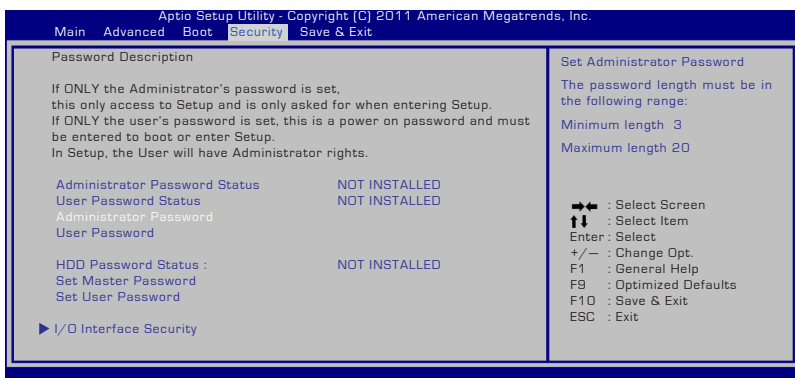 Aptio Setup Utility - Copyright (C) 2011 American Megatrends, Inc.
Main Advanced Boot Security Save & Exit
Password Description
If ONLY the Administrator's password is set,
this only access to Setup and is only asked for when entering Setup.
If ONLY the user's password is set, this is a power on password and must
be entered to boot or enter Setup.
In Setup, the User will have Administrator rights.
Administrator Password Status NOT INSTALLED
User Password Status NOT INSTALLED
Administrator Password
User Password
HDD Password Status : NOT INSTALLED
Set Master Password
Set User Password
I/O Interface Security
Set Administrator Password
The password length must be in
the following range:
Minimum length 3
Maximum length 20
→← : Select Screen
↑↓ : Select Item
Enter : Select
+/— : Change Opt.
F1 : General Help
F9 : Optimized Defaults
F10 : Save & Exit
ESC : Exit